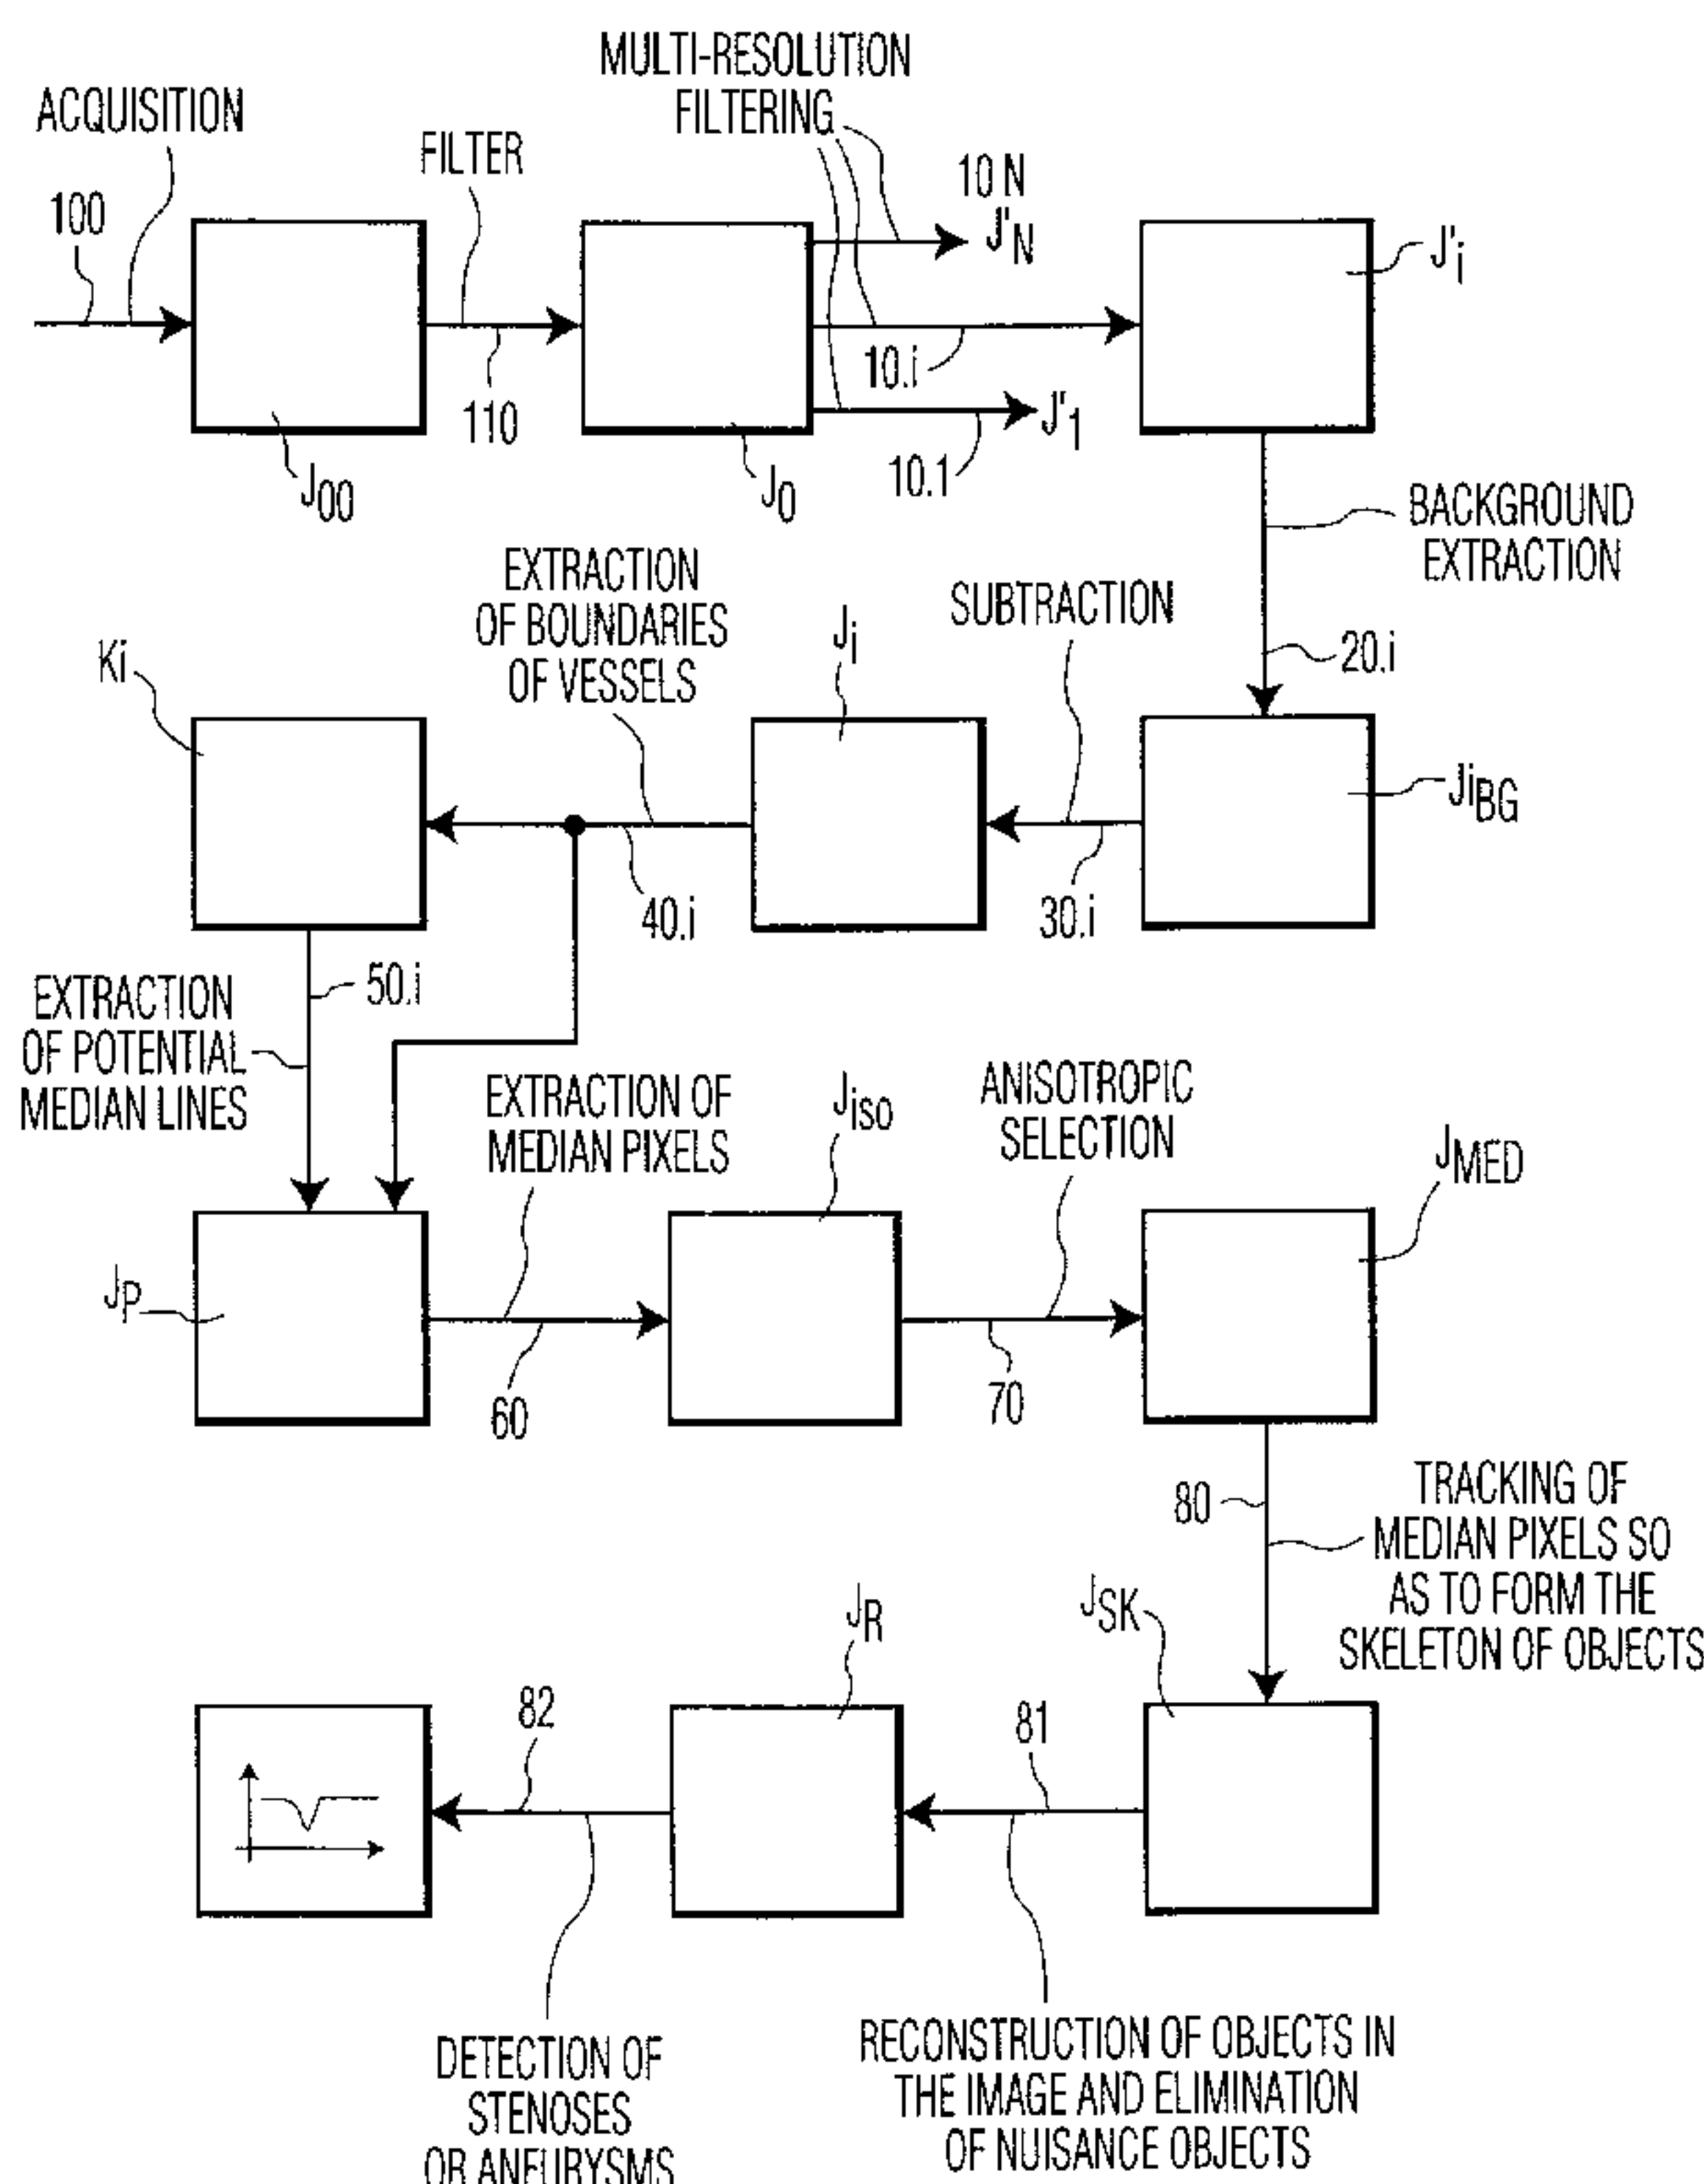 MULTI-RESOLUTION
FILTERING
ACQUISITION
FILTER
100
10 N
J'N
J'i
10.i
110
J'1
10.1
J00
J0
BACKGROUND
EXTRACTION
EXTRACTION
OF BOUNDARIES
OF VESSELS
SUBTRACTION
Ji
20.i
Ki
JiBG
40.i
30.i
50.i
EXTRACTION
OF POTENTIAL
MEDIAN LINES
EXTRACTION OF
MEDIAN PIXELS
Jiso
ANISOTROPIC
SELECTION
JMED
JP
60
70
80
TRACKING OF
MEDIAN PIXELS SO
AS TO FORM THE
SKELETON OF OBJECTS
JR
JSK
82
81
DETECTION OF
STENOSES
OR ANEURYSMS
RECONSTRUCTION OF OBJECTS IN
THE IMAGE AND ELIMINATION
OF NUISANCE OBJECTS